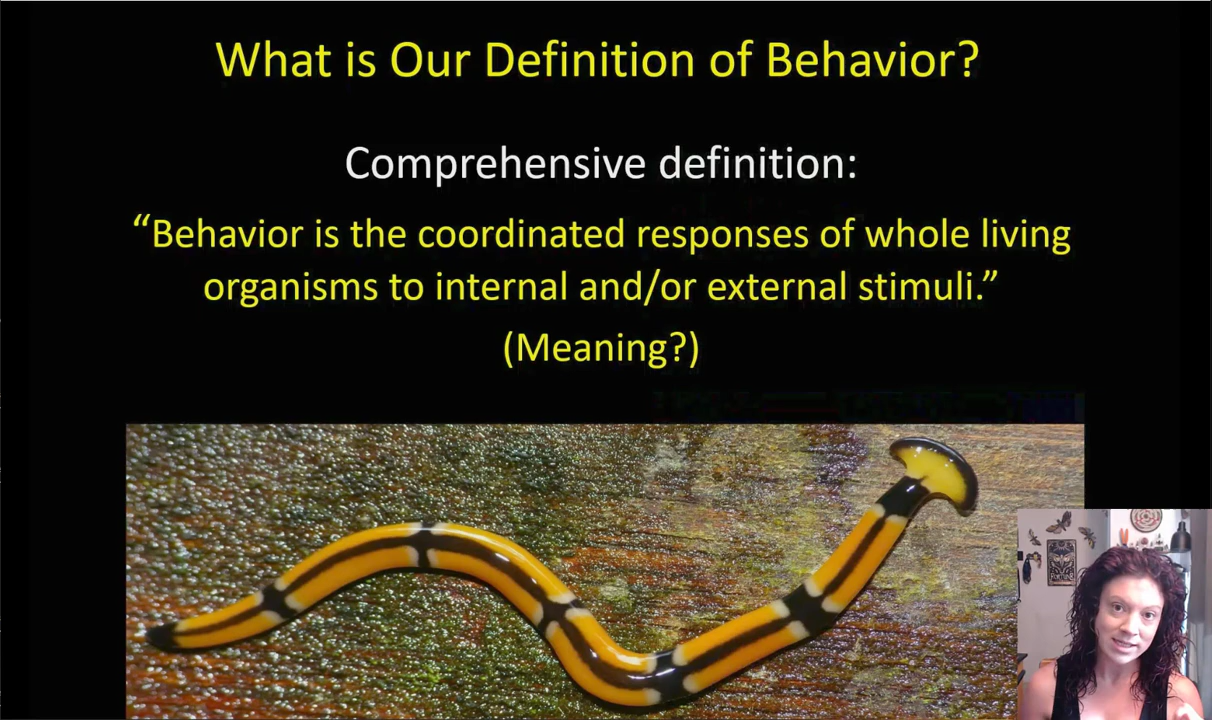 What is Our Definition of Behavior?
Comprehensive definition:
“Behavior is the coordinated responses of whole living
organisms to internal and/or external stimuli.”
(Meaning?)
FORTUNE